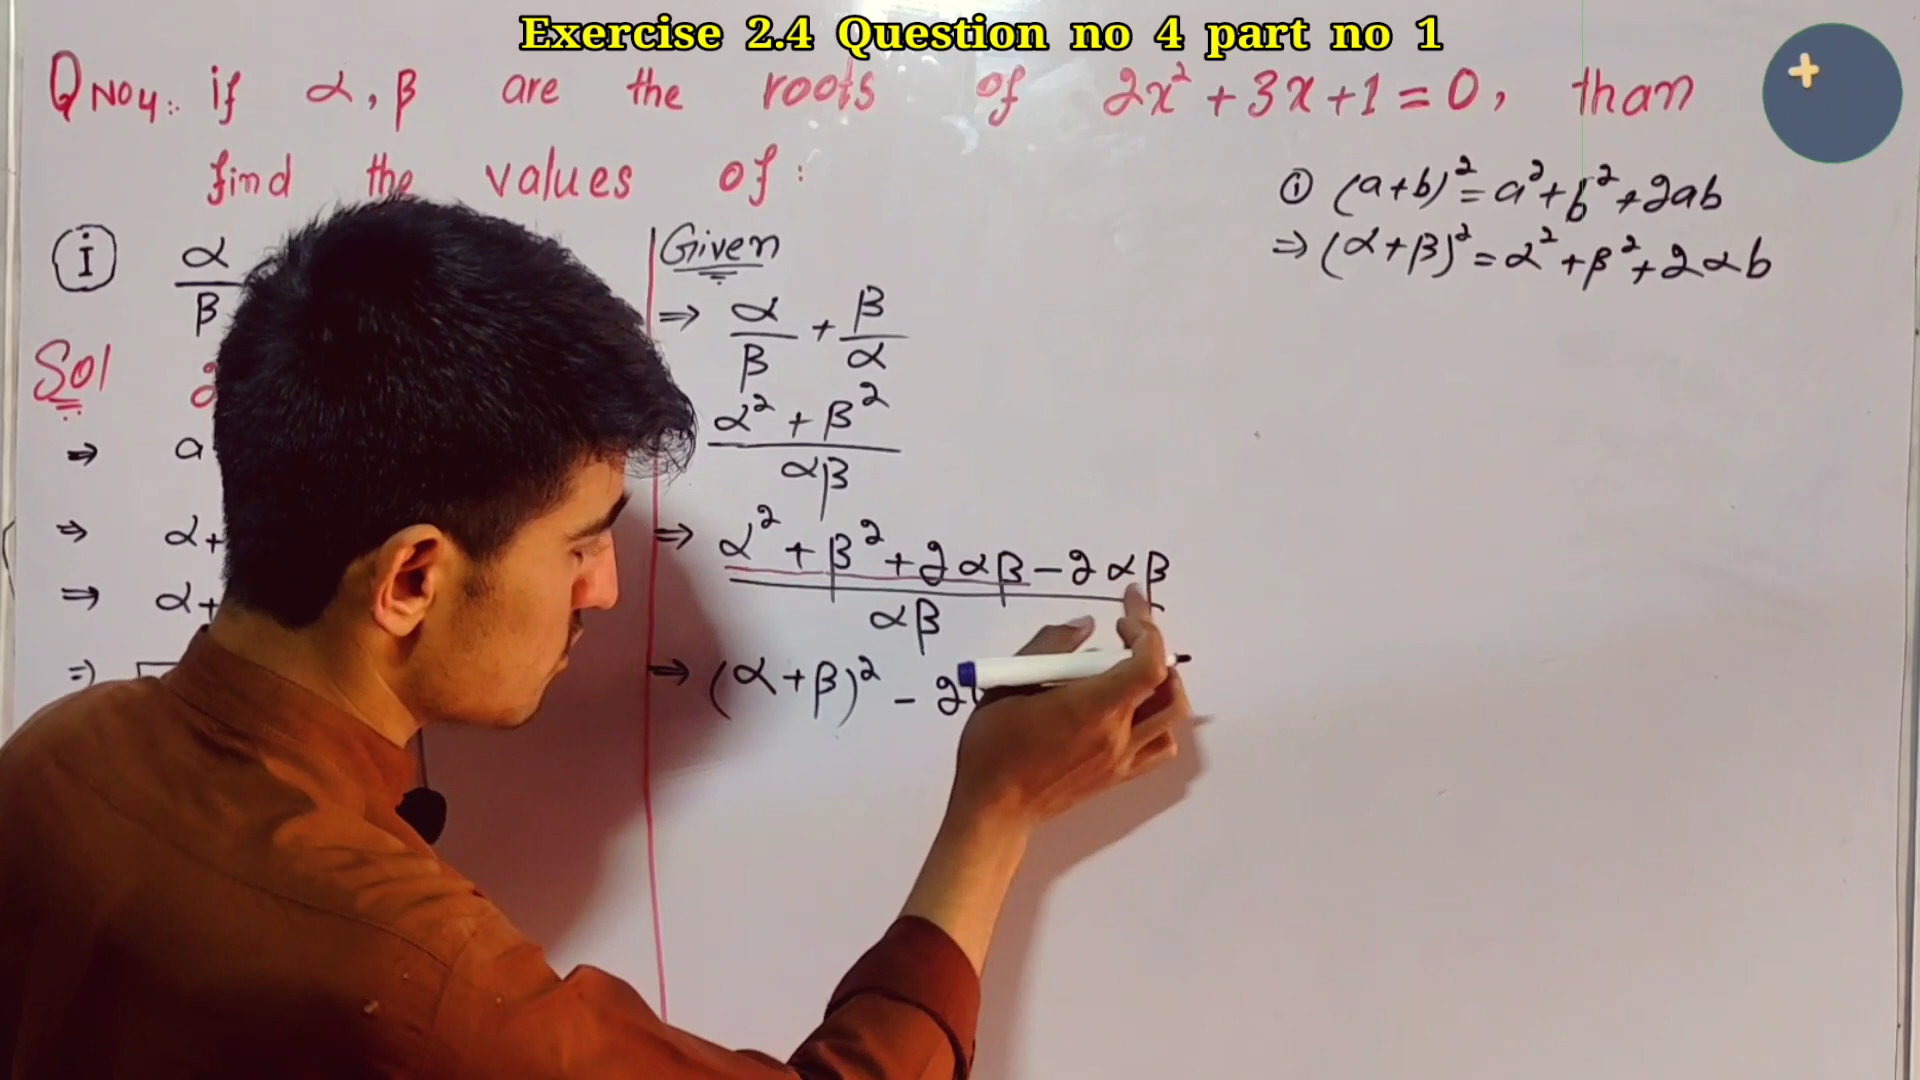 Exercise 2.4 Question no 4 part no 1
Q NO4:. if α, β are the roots of 2x² + 3x + 1 = 0, than
find the values of:
(i) α/β
Sol
⇒ a
⇒ α+
⇒ α+
⇒
Given
⇒ α/β + β/α
α² + β² / αβ
⇒ α² + β² + 2αβ - 2αβ / αβ
⇒ (α+β)² - 2
① (a+b)² = a² + b² + 2ab
⇒ (α+β)² = α² + β² + 2αb